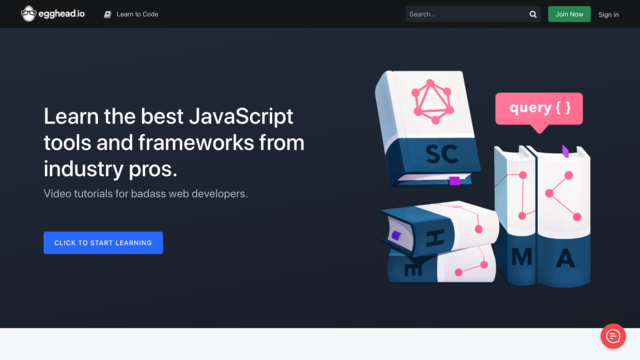 egghead.io
Learn to Code
Search...
Join Now
Sign in
Learn the best JavaScript
tools and frameworks from
industry pros.
Video tutorials for badass web developers.
CLICK TO START LEARNING
query { }
SC
H
E
M
A